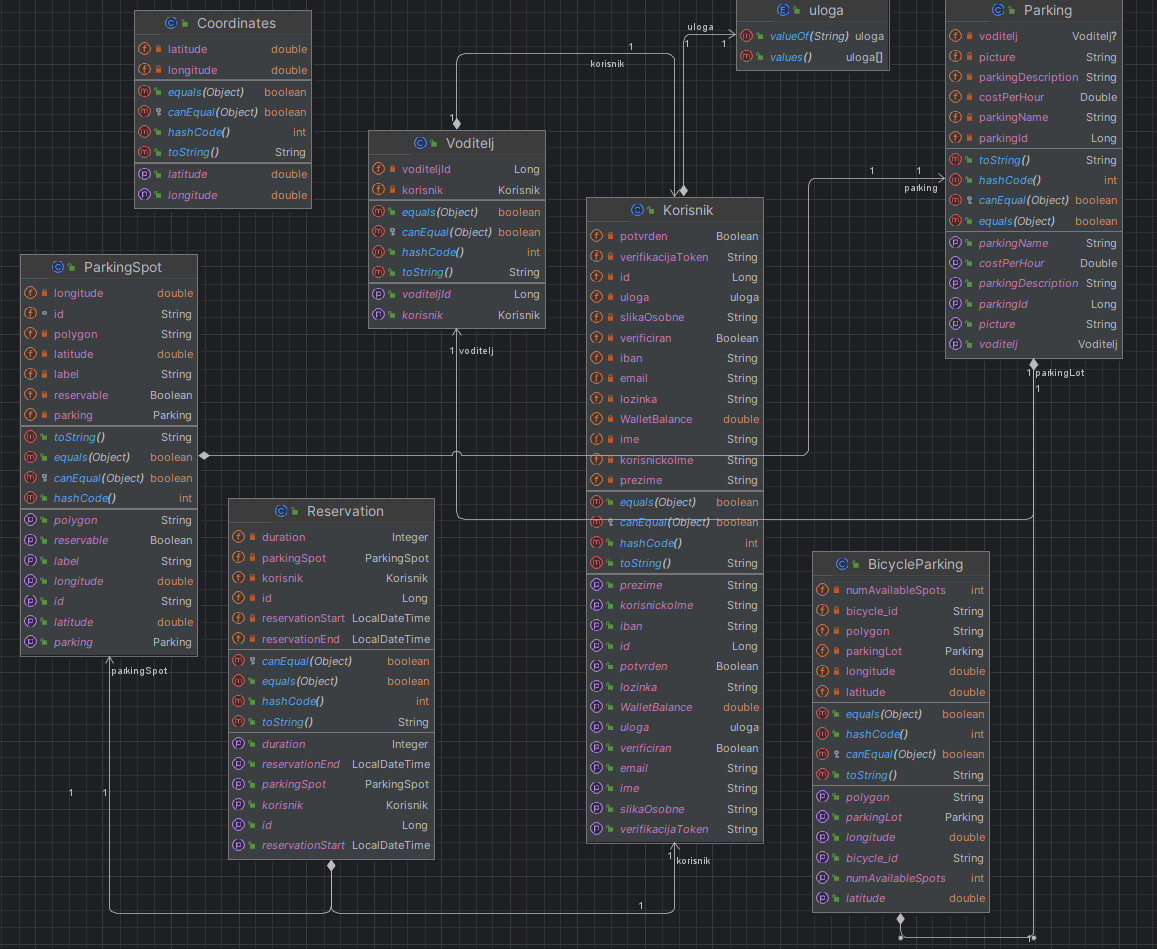 Coordinates
latitude double
longitude double
equals(Object) boolean
canEqual(Object) boolean
hashCode() int
toString() String
latitude double
longitude double
uloga
valueOf(String) uloga
values() uloga[]
Parking
voditelj Voditelj?
picture String
parkingDescription String
costPerHour Double
parkingName String
parkingId Long
toString() String
hashCode() int
canEqual(Object) boolean
equals(Object) boolean
parkingName String
costPerHour Double
parkingDescription String
parkingId Long
picture String
voditelj Voditelj
uloga
1
1
1
korisnik
1
Voditelj
voditeljId Long
korisnik Korisnik
equals(Object) boolean
canEqual(Object) boolean
hashCode() int
toString() String
voditeljId Long
korisnik Korisnik
1 voditelj
1
1
parking
1 parkingLot
1
Korisnik
potvrden Boolean
verifikacijaToken String
id Long
uloga uloga
slikaOsobne String
verificiran Boolean
iban String
email String
lozinka String
WalletBalance double
ime String
korisnickoIme String
prezime String
equals(Object) boolean
canEqual(Object) boolean
hashCode() int
toString() String
prezime String
korisnickoIme String
iban String
id Long
potvrden Boolean
lozinka String
WalletBalance double
uloga uloga
verificiran Boolean
email String
ime String
slikaOsobne String
verifikacijaToken String
1
korisnik
ParkingSpot
longitude double
id String
polygon String
latitude double
label String
reservable Boolean
parking Parking
toString() String
equals(Object) boolean
canEqual(Object) boolean
hashCode() int
polygon String
reservable Boolean
label String
longitude double
id String
latitude double
parking Parking
parkingSpot
1
1
Reservation
duration Integer
parkingSpot ParkingSpot
korisnik Korisnik
id Long
reservationStart LocalDateTime
reservationEnd LocalDateTime
canEqual(Object) boolean
equals(Object) boolean
hashCode() int
toString() String
duration Integer
reservationEnd LocalDateTime
parkingSpot ParkingSpot
korisnik Korisnik
id Long
reservationStart LocalDateTime
1
BicycleParking
numAvailableSpots int
bicycle_id String
polygon String
parkingLot Parking
longitude double
latitude double
equals(Object) boolean
hashCode() int
canEqual(Object) boolean
toString() String
polygon String
parkingLot Parking
longitude double
bicycle_id String
numAvailableSpots int
latitude double
1